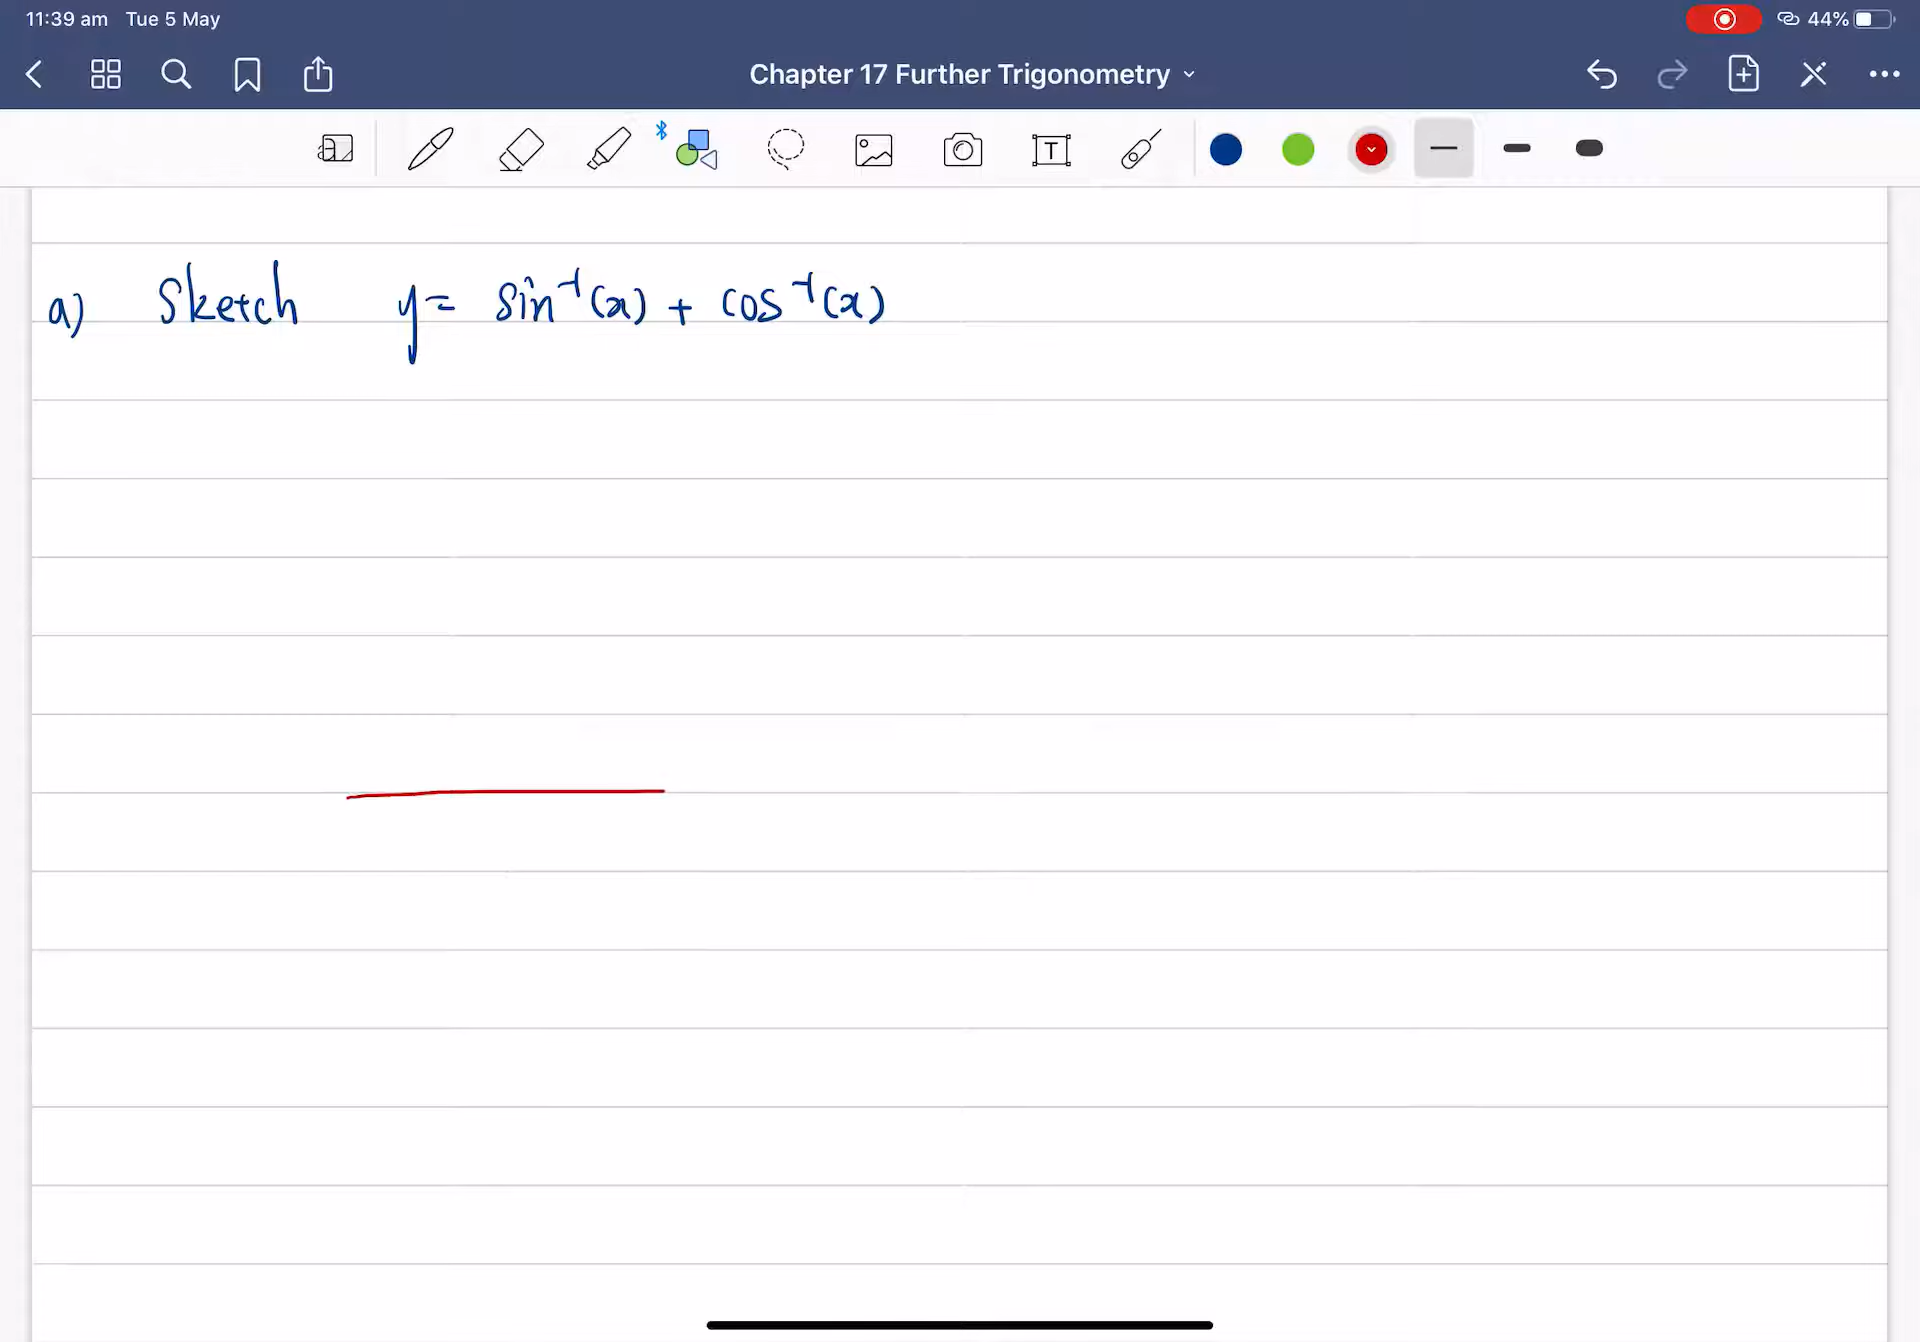 11:39 am Tue 5 May
44%
Chapter 17 Further Trigonometry
a
T
a) Sketch y = sin⁻¹(x) + cos⁻¹(x)